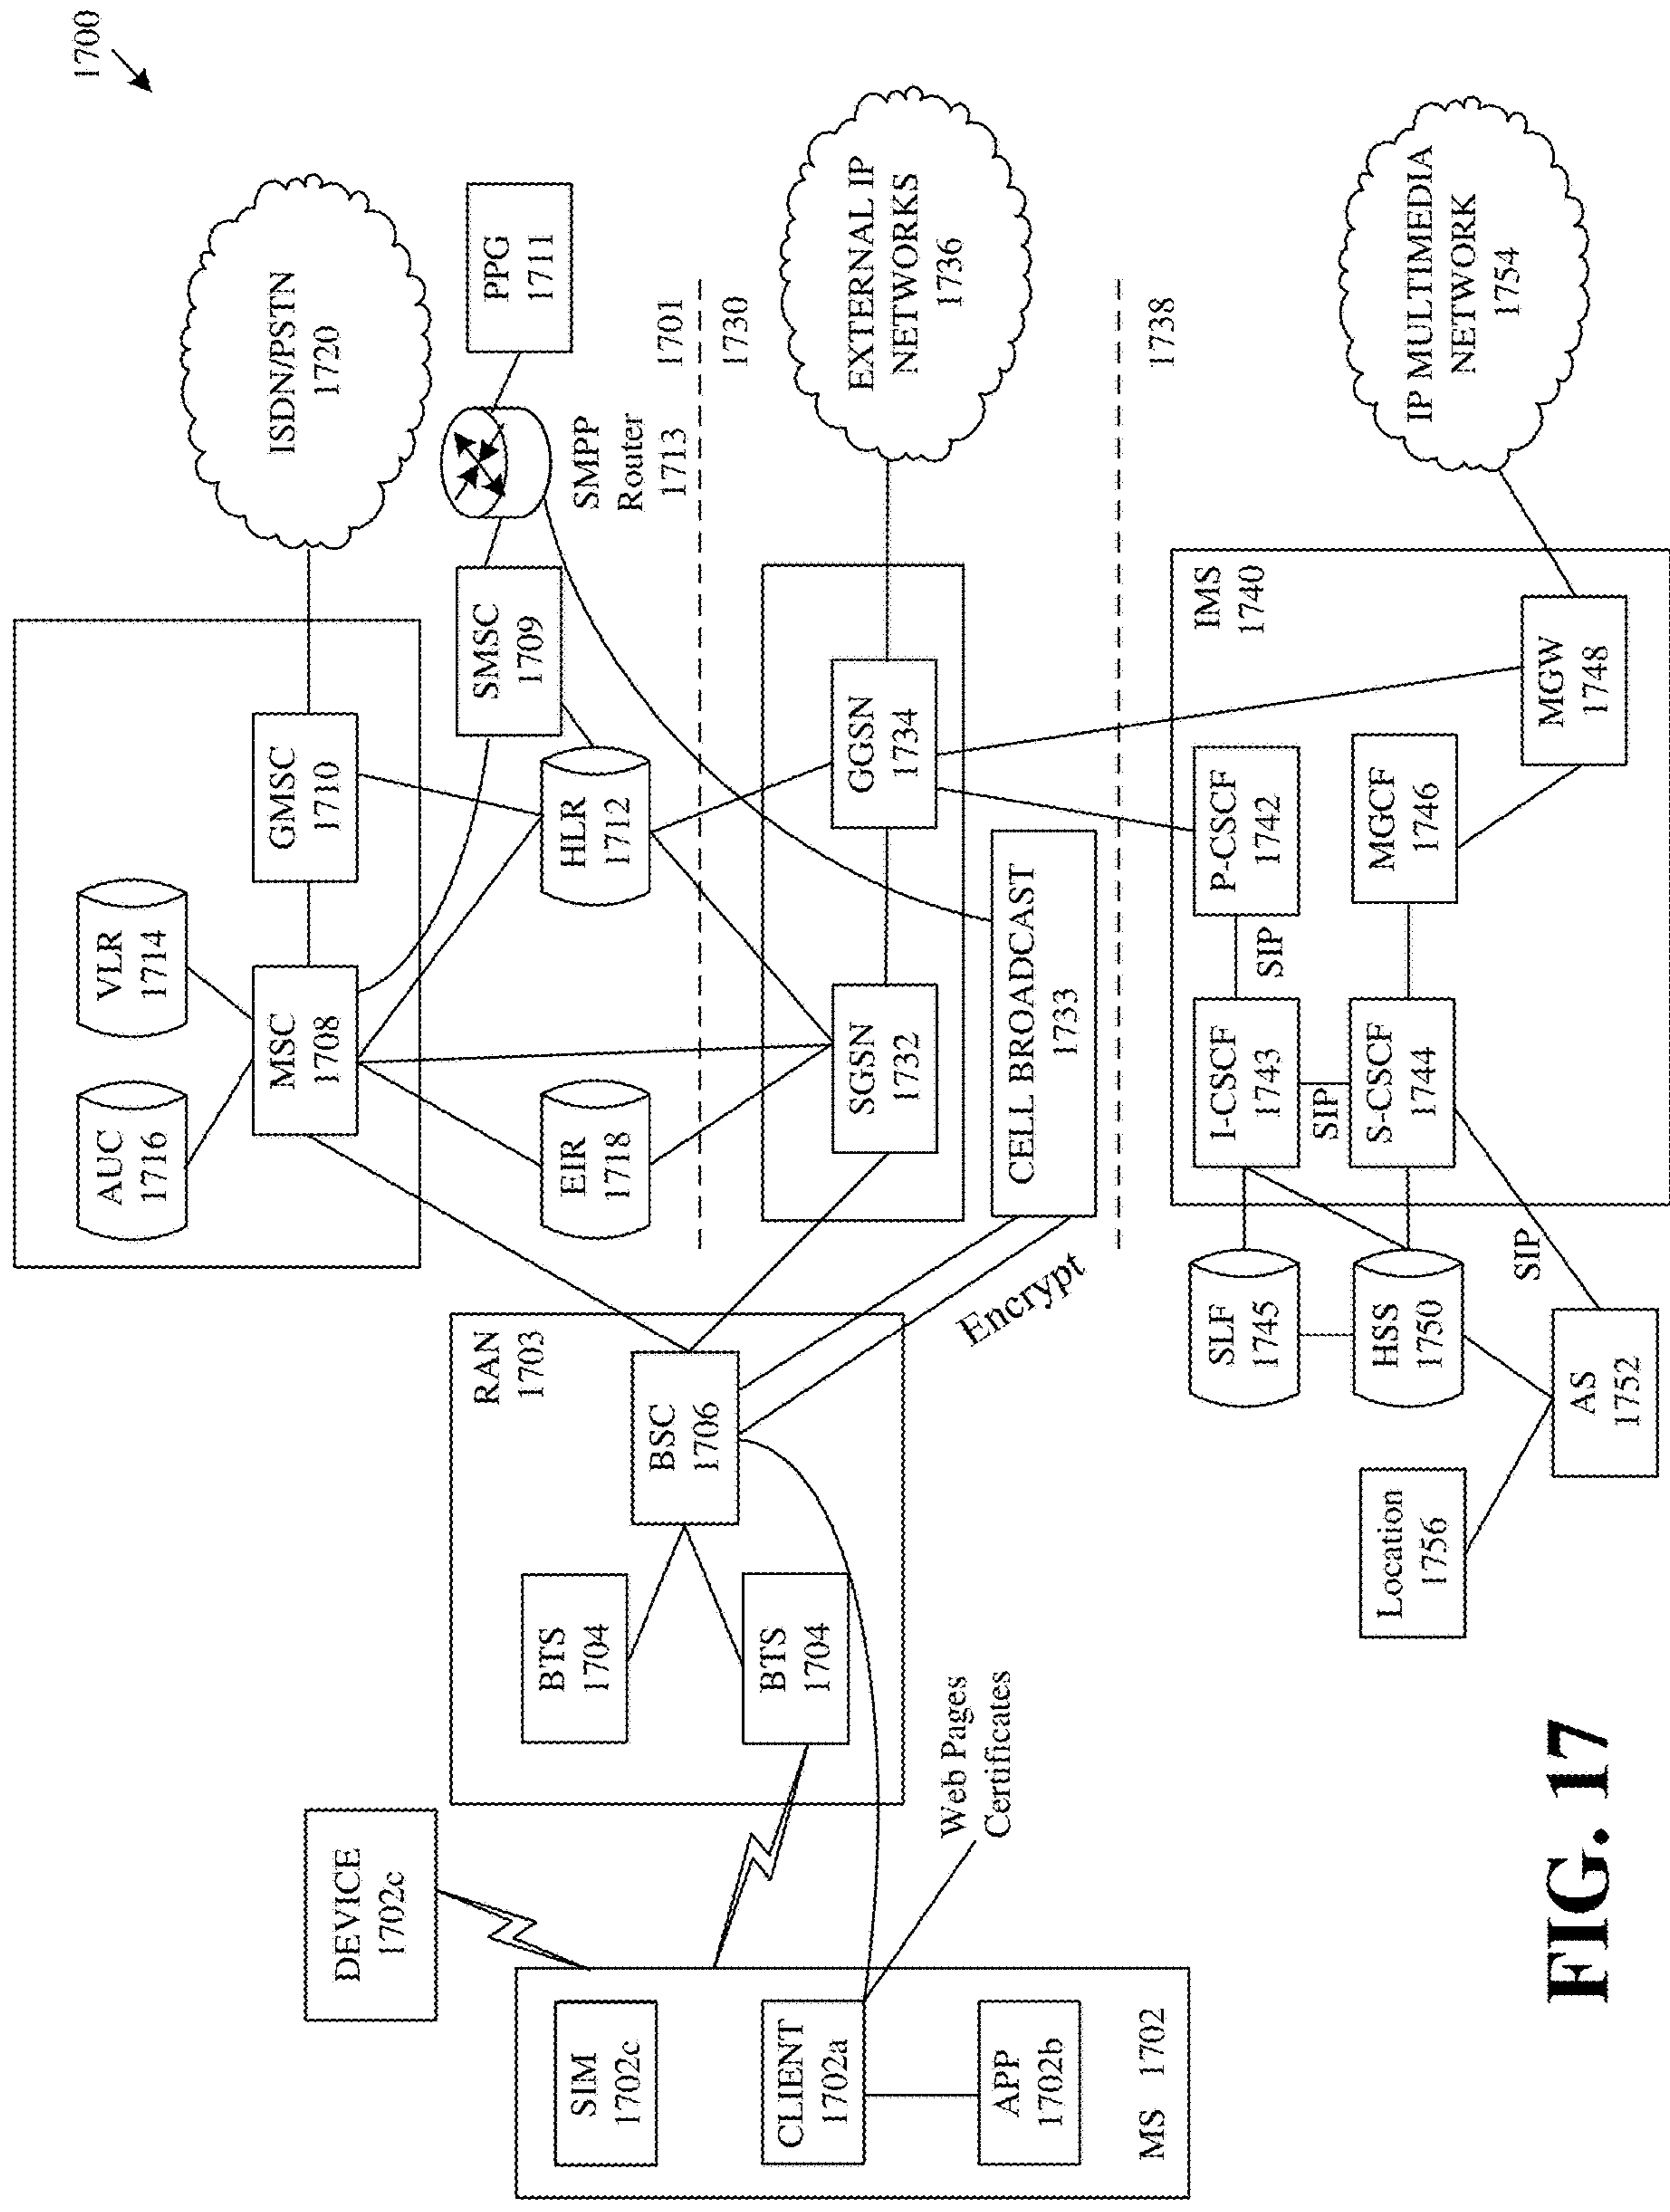 1700
AUC
1716
VLR
1714
MSC
1708
GMSC
1710
ISDN/PSTN
1720
SMSC
1709
PPG
1711
SMPP
Router
1713
EIR
1718
HLR
1712
1701
1730
DEVICE
1702c
RAN
1703
BTS
1704
BTS
1704
BSC
1706
SGSN
1732
GGSN
1734
EXTERNAL IP
NETWORKS
1736
SIM
1702c
CLIENT
1702a
APP
1702b
MS 1702
Web Pages
Certificates
Encrypt
CELL BROADCAST
1733
1738
IMS
1740
SLF
1745
I-CSCF
1743
SIP
P-CSCF
1742
SIP
Location
1756
HSS
1750
S-CSCF
1744
MGCF
1746
IP MULTIMEDIA
NETWORK
1754
SIP
AS
1752
MGW
1748
FIG. 17